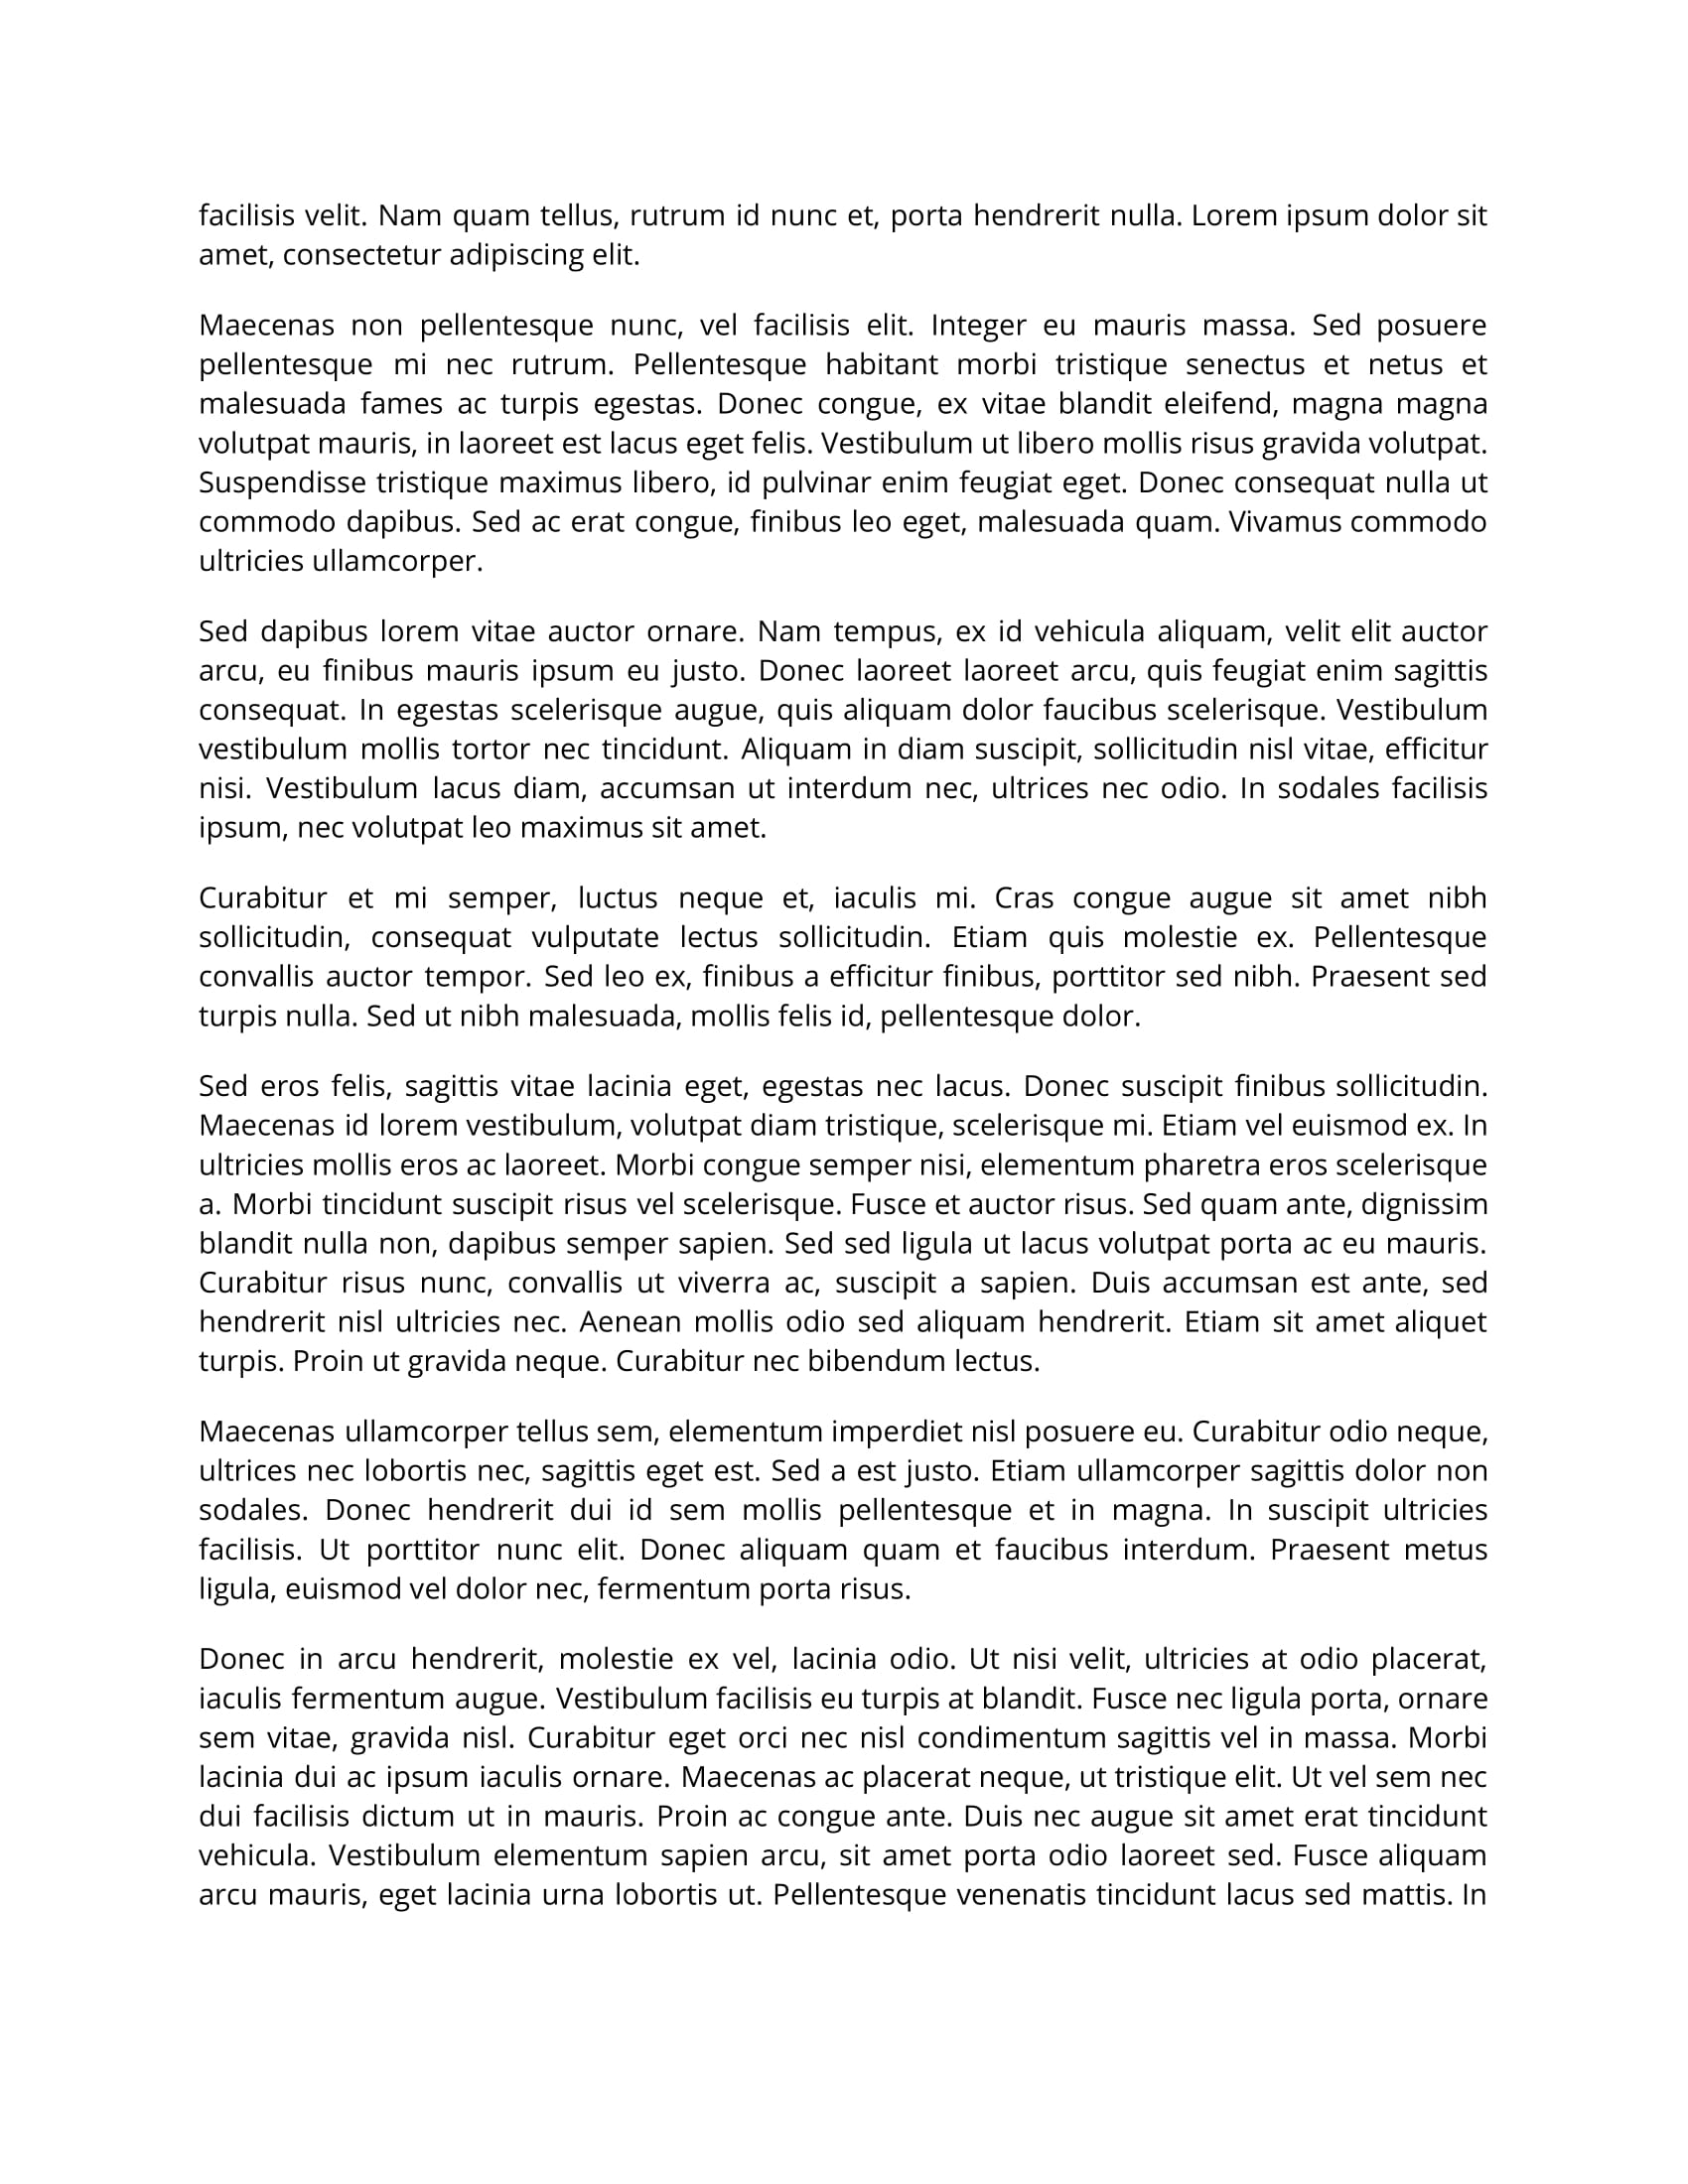 facilisis velit. Nam quam tellus, rutrum id nunc et, porta hendrerit nulla. Lorem ipsum dolor sit
amet, consectetur adipiscing elit.
Maecenas non pellentesque nunc, vel facilisis elit. Integer eu mauris massa. Sed posuere
pellentesque mi nec rutrum. Pellentesque habitant morbi tristique senectus et netus et
malesuada fames ac turpis egestas. Donec congue, ex vitae blandit eleifend, magna magna
volutpat mauris, in laoreet est lacus eget felis. Vestibulum ut libero mollis risus gravida volutpat.
Suspendisse tristique maximus libero, id pulvinar enim feugiat eget. Donec consequat nulla ut
commodo dapibus. Sed ac erat congue, finibus leo eget, malesuada quam. Vivamus commodo
ultricies ullamcorper.
Sed dapibus lorem vitae auctor ornare. Nam tempus, ex id vehicula aliquam, velit elit auctor
arcu, eu finibus mauris ipsum eu justo. Donec laoreet laoreet arcu, quis feugiat enim sagittis
consequat. In egestas scelerisque augue, quis aliquam dolor faucibus scelerisque. Vestibulum
vestibulum mollis tortor nec tincidunt. Aliquam in diam suscipit, sollicitudin nisl vitae, efficitur
nisi. Vestibulum lacus diam, accumsan ut interdum nec, ultrices nec odio. In sodales facilisis
ipsum, nec volutpat leo maximus sit amet.
Curabitur et mi semper, luctus neque et, iaculis mi. Cras congue augue sit amet nibh
sollicitudin, consequat vulputate lectus sollicitudin. Etiam quis molestie ex. Pellentesque
convallis auctor tempor. Sed leo ex, finibus a efficitur finibus, porttitor sed nibh. Praesent sed
turpis nulla. Sed ut nibh malesuada, mollis felis id, pellentesque dolor.
Sed eros felis, sagittis vitae lacinia eget, egestas nec lacus. Donec suscipit finibus sollicitudin.
Maecenas id lorem vestibulum, volutpat diam tristique, scelerisque mi. Etiam vel euismod ex. In
ultricies mollis eros ac laoreet. Morbi congue semper nisi, elementum pharetra eros scelerisque
a. Morbi tincidunt suscipit risus vel scelerisque. Fusce et auctor risus. Sed quam ante, dignissim
blandit nulla non, dapibus semper sapien. Sed sed ligula ut lacus volutpat porta ac eu mauris.
Curabitur risus nunc, convallis ut viverra ac, suscipit a sapien. Duis accumsan est ante, sed
hendrerit nisl ultricies nec. Aenean mollis odio sed aliquam hendrerit. Etiam sit amet aliquet
turpis. Proin ut gravida neque. Curabitur nec bibendum lectus.
Maecenas ullamcorper tellus sem, elementum imperdiet nisl posuere eu. Curabitur odio neque,
ultrices nec lobortis nec, sagittis eget est. Sed a est justo. Etiam ullamcorper sagittis dolor non
sodales. Donec hendrerit dui id sem mollis pellentesque et in magna. In suscipit ultricies
facilisis. Ut porttitor nunc elit. Donec aliquam quam et faucibus interdum. Praesent metus
ligula, euismod vel dolor nec, fermentum porta risus.
Donec in arcu hendrerit, molestie ex vel, lacinia odio. Ut nisi velit, ultricies at odio placerat,
iaculis fermentum augue. Vestibulum facilisis eu turpis at blandit. Fusce nec ligula porta, ornare
sem vitae, gravida nisl. Curabitur eget orci nec nisl condimentum sagittis vel in massa. Morbi
lacinia dui ac ipsum iaculis ornare. Maecenas ac placerat neque, ut tristique elit. Ut vel sem nec
dui facilisis dictum ut in mauris. Proin ac congue ante. Duis nec augue sit amet erat tincidunt
vehicula. Vestibulum elementum sapien arcu, sit amet porta odio laoreet sed. Fusce aliquam
arcu mauris, eget lacinia urna lobortis ut. Pellentesque venenatis tincidunt lacus sed mattis. In